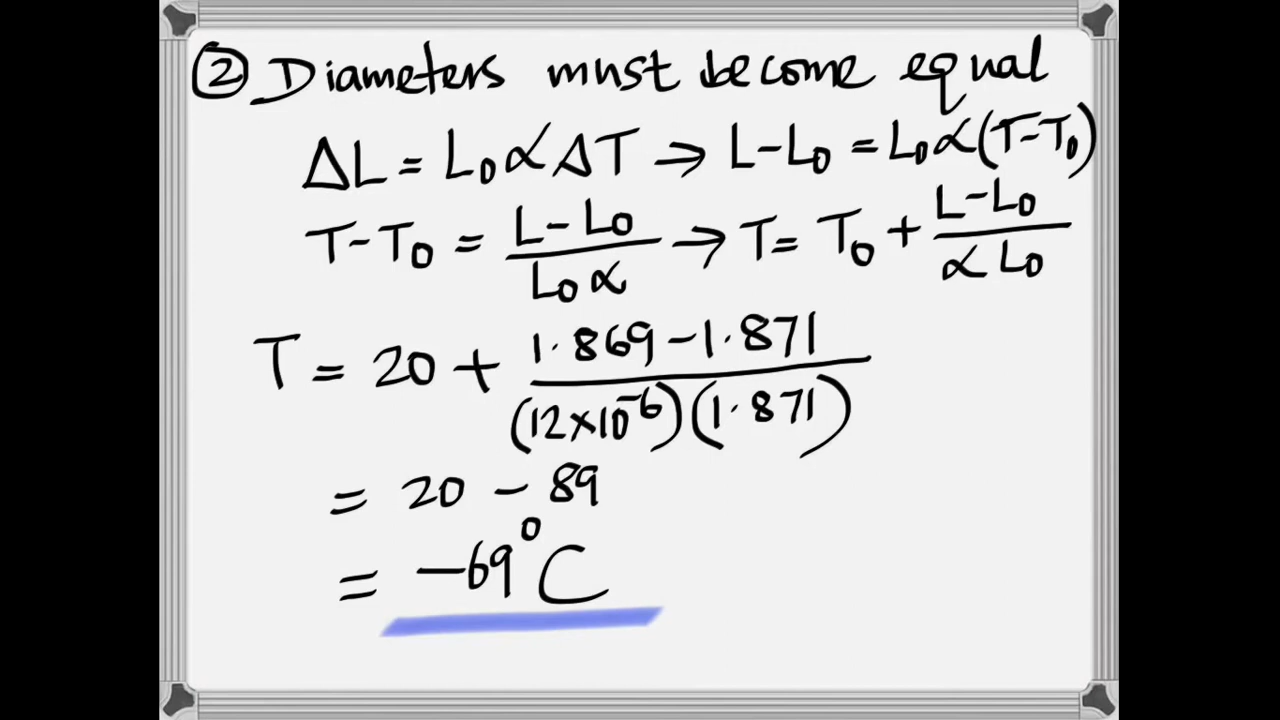 ② Diameters must become equal
ΔL = L₀αΔT → L-L₀ = L₀α(T-T₀)
T-T₀ = (L-L₀)/(L₀α) → T = T₀ + (L-L₀)/(αL₀)
T = 20 + (1.869-1.871)/((12×10⁻⁶)(1.871))
= 20 - 89
= -69°C